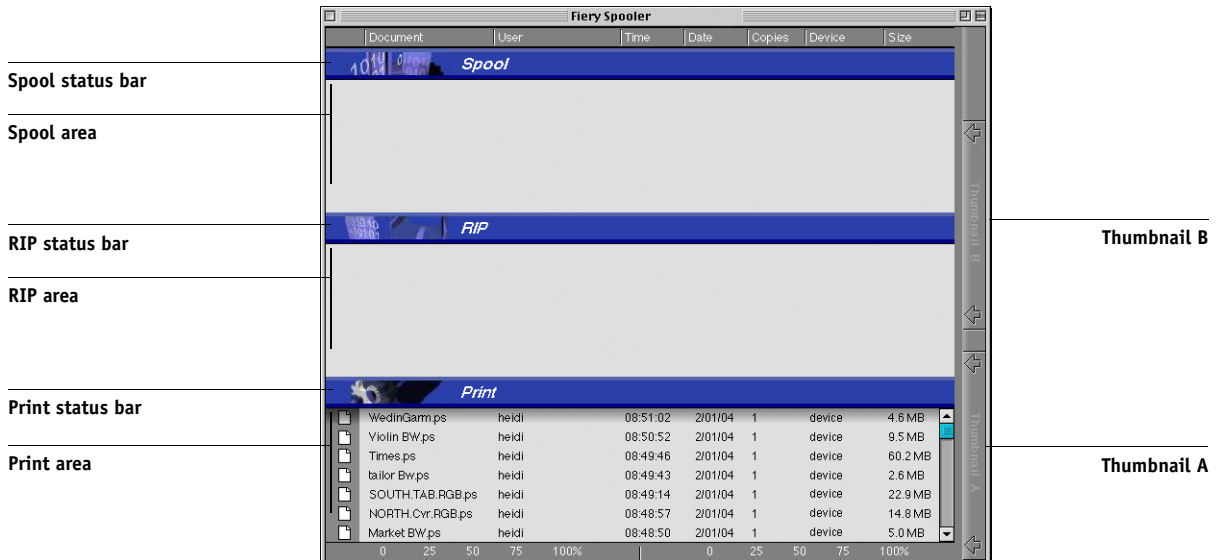 Fiery Spooler
Document User Time Date Copies Device Size
Spool
Spool status bar
Spool area
RIP
RIP status bar
RIP area
Thumbnail B
Thumbnail B
Print
Print status bar
Print area
WedinGarm.ps heidi 08:51:02 2/01/04 1 device 4.6 MB
Violin BW.ps heidi 08:50:52 2/01/04 1 device 9.5 MB
Times.ps heidi 08:49:46 2/01/04 1 device 60.2 MB
tailor Bw.ps heidi 08:49:43 2/01/04 1 device 2.6 MB
SOUTH.TAB.RGB.ps heidi 08:49:14 2/01/04 1 device 22.9 MB
NORTH.Cvr.RGB.ps heidi 08:48:57 2/01/04 1 device 14.8 MB
Market BW.ps heidi 08:48:50 2/01/04 1 device 5.0 MB
Thumbnail A
Thumbnail A
0 25 50 75 100% 0 25 50 75 100%